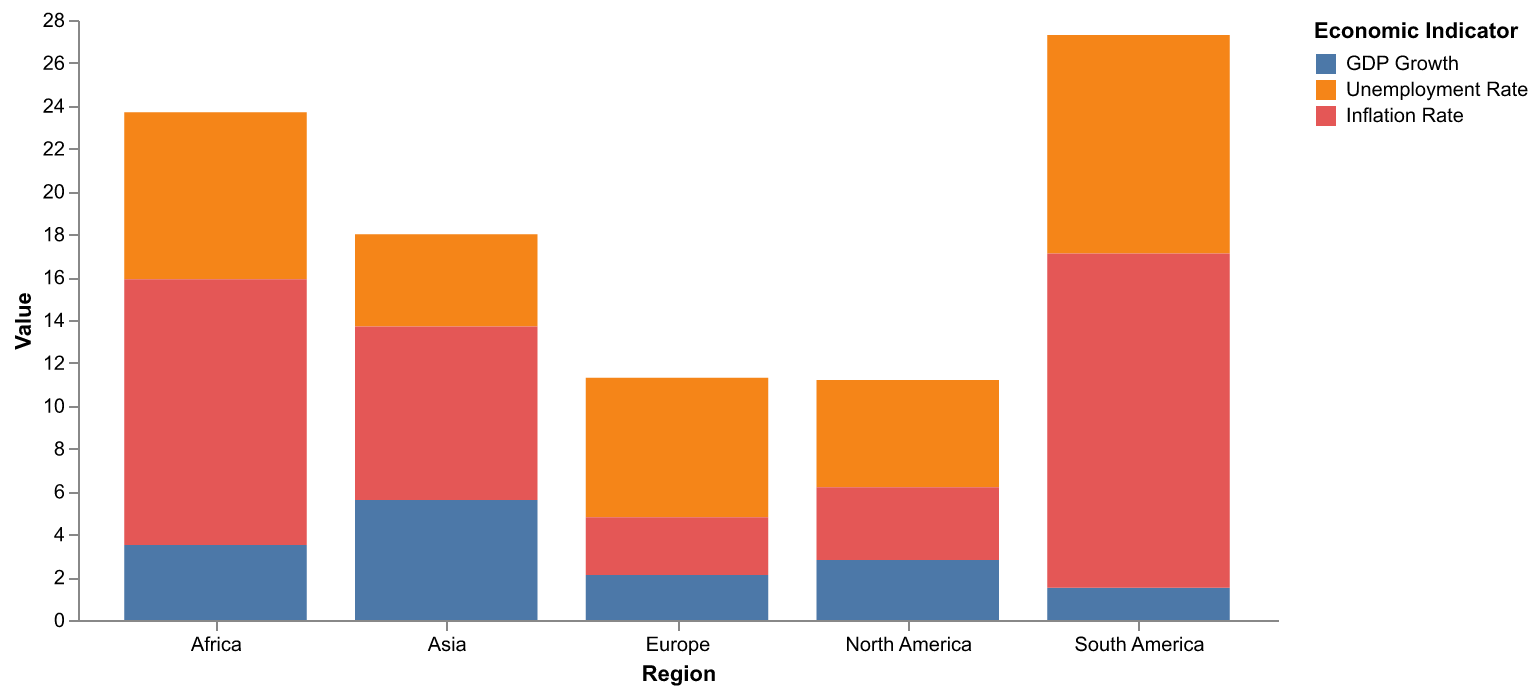 28
26
24
22
20
18
16
14
12
10
8
6
4
2
0
Value
Africa
Asia
Europe
North America
South America
Region
Economic Indicator
GDP Growth
Unemployment Rate
Inflation Rate